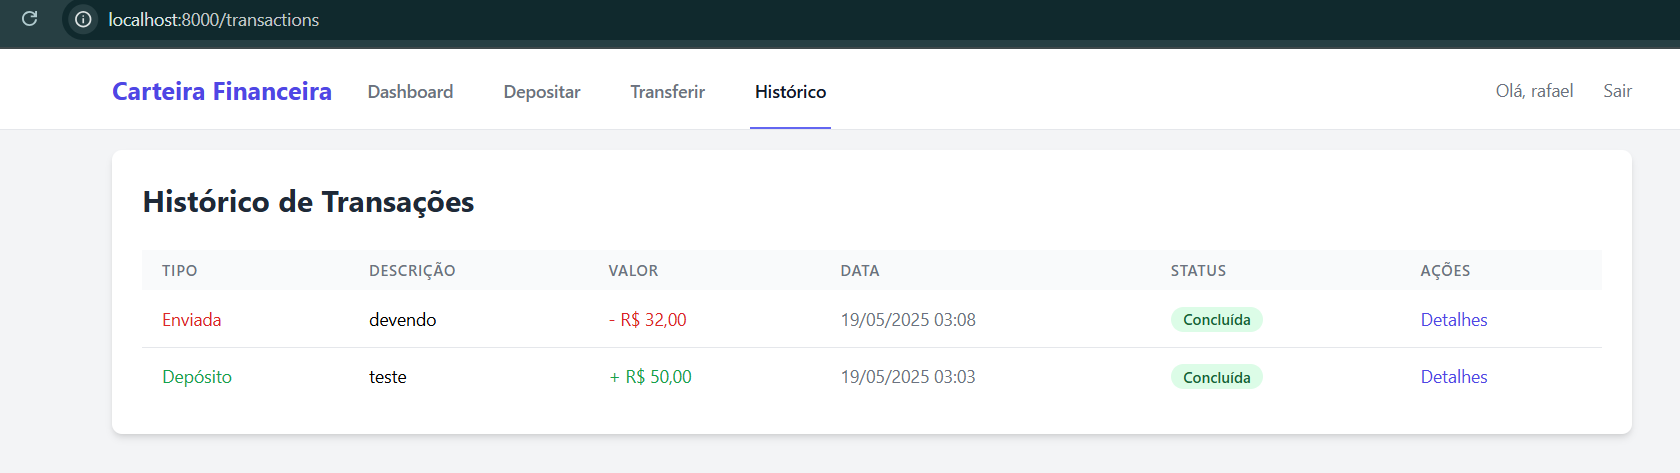 localhost:8000/transactions
Carteira Financeira Dashboard Depositar Transferir Histórico Olá, rafael Sair
Histórico de Transações
TIPO DESCRIÇÃO VALOR DATA STATUS AÇÕES
Enviada devendo - R$ 32,00 19/05/2025 03:08 Concluída Detalhes
Depósito teste + R$ 50,00 19/05/2025 03:03 Concluída Detalhes